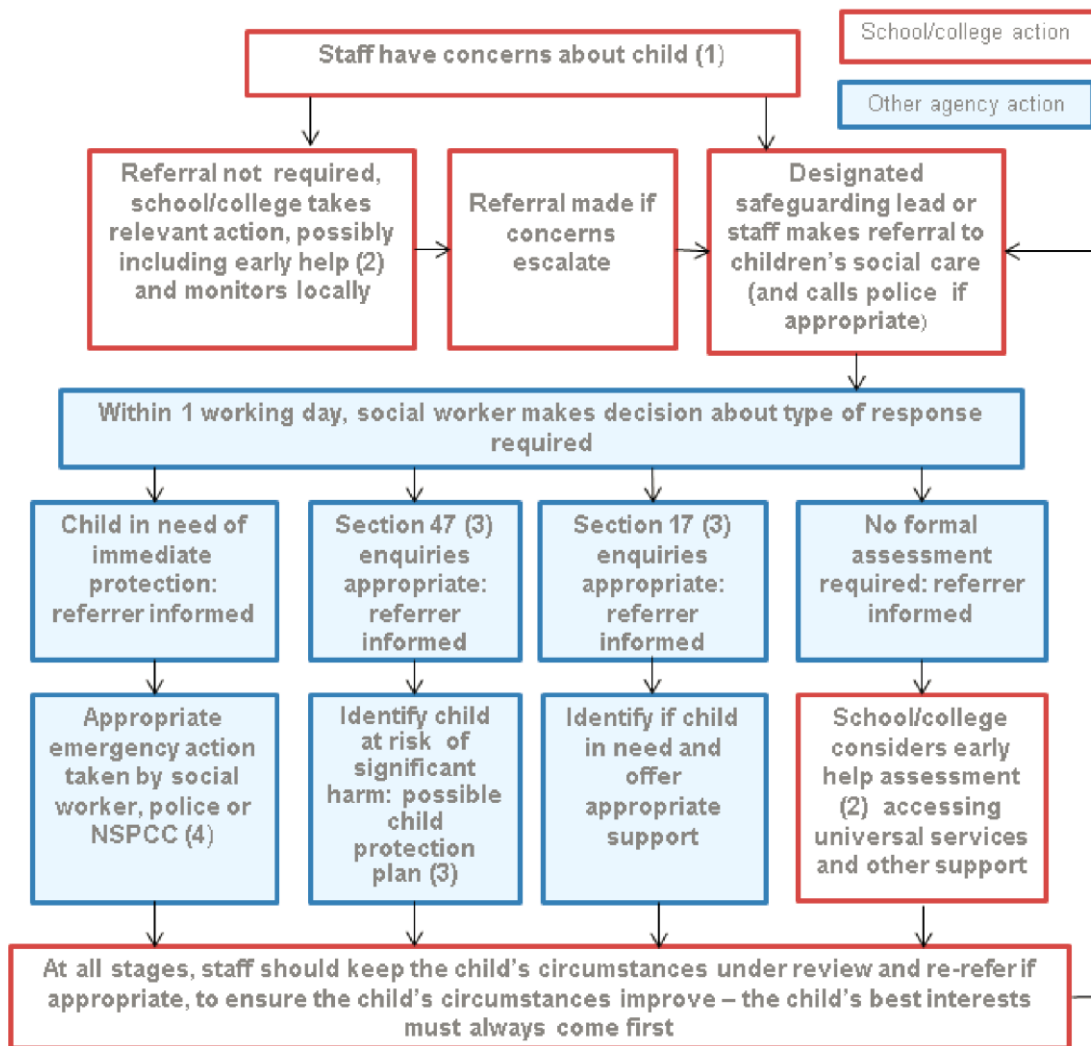 School/college action
Staff have concerns about child (1)
Other agency action
Referral not required,
school/college takes
relevant action, possibly
including early help (2)
and monitors locally
Referral made if
concerns
escalate
Designated
safeguarding lead or
staff makes referral to
children's social care
(and calls police if
appropriate)
Within 1 working day, social worker makes decision about type of response
required
Child in need of
immediate
protection:
referrer informed
Section 47 (3)
enquiries
appropriate:
referrer
informed
Section 17 (3)
enquiries
appropriate:
referrer
informed
No formal
assessment
required: referrer
informed
Appropriate
emergency action
taken by social
worker, police or
NSPCC (4)
Identify child
at risk of
significant
harm: possible
child
protection
plan (3)
Identify if child
in need and
offer
appropriate
support
School/college
considers early
help assessment
(2) accessing
universal services
and other support
At all stages, staff should keep the child's circumstances under review and re-refer if
appropriate, to ensure the child's circumstances improve – the child's best interests
must always come first